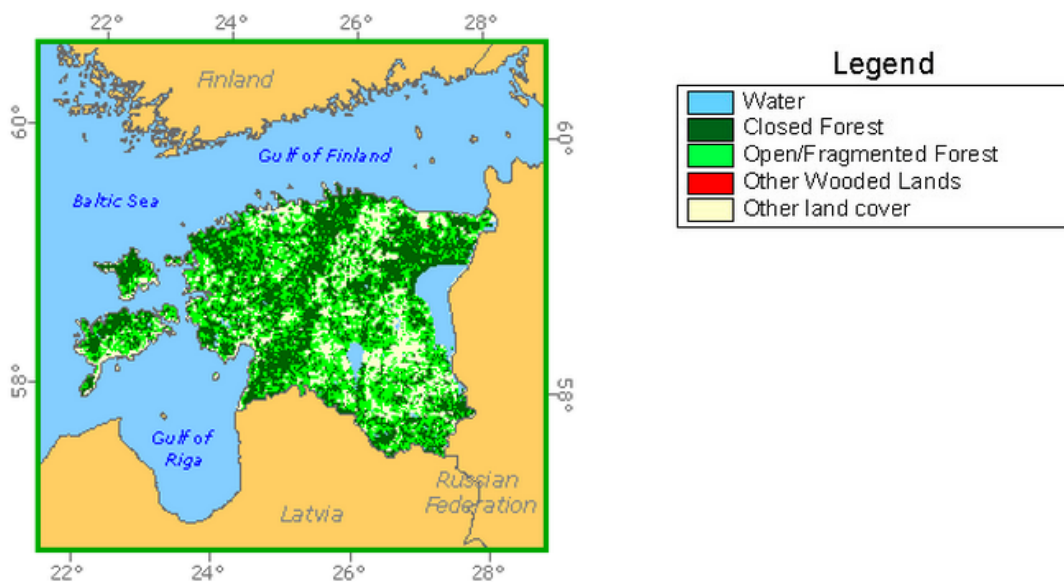 22° 24° 26° 28°
Finland
60°
60°
Gulf of Finland
Baltic Sea
58°
58°
Gulf of
Riga
Russian
Federation
Latvia
22° 24° 26° 28°
Legend
Water
Closed Forest
Open/Fragmented Forest
Other Wooded Lands
Other land cover